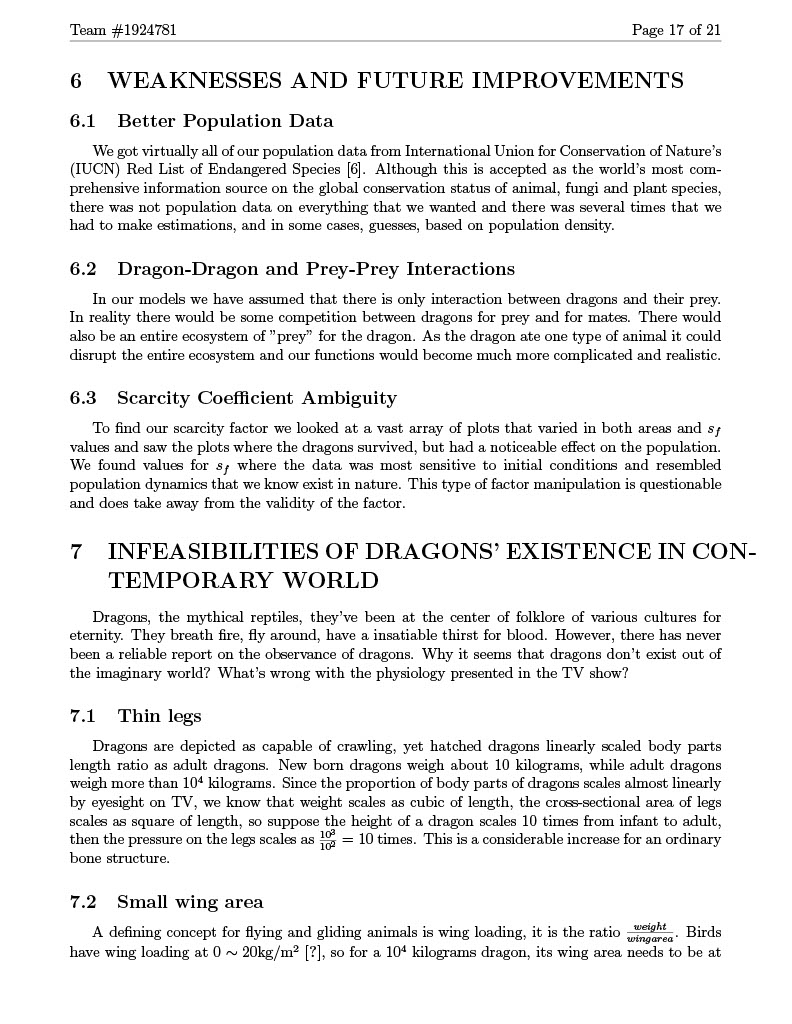 Team #1924781 Page 17 of 21
6 WEAKNESSES AND FUTURE IMPROVEMENTS
6.1 Better Population Data
We got virtually all of our population data from International Union for Conservation of Nature's
(IUCN) Red List of Endangered Species [6]. Although this is accepted as the world's most com-
prehensive information source on the global conservation status of animal, fungi and plant species,
there was not population data on everything that we wanted and there was several times that we
had to make estimations, and in some cases, guesses, based on population density.
6.2 Dragon-Dragon and Prey-Prey Interactions
In our models we have assumed that there is only interaction between dragons and their prey.
In reality there would be some competition between dragons for prey and for mates. There would
also be an entire ecosystem of "prey" for the dragon. As the dragon ate one type of animal it could
disrupt the entire ecosystem and our functions would become much more complicated and realistic.
6.3 Scarcity Coefficient Ambiguity
To find our scarcity factor we looked at a vast array of plots that varied in both areas and s_f
values and saw the plots where the dragons survived, but had a noticeable effect on the population.
We found values for s_f where the data was most sensitive to initial conditions and resembled
population dynamics that we know exist in nature. This type of factor manipulation is questionable
and does take away from the validity of the factor.
7 INFEASIBILITIES OF DRAGONS' EXISTENCE IN CON-
TEMPORARY WORLD
Dragons, the mythical reptiles, they've been at the center of folklore of various cultures for
eternity. They breath fire, fly around, have a insatiable thirst for blood. However, there has never
been a reliable report on the observance of dragons. Why it seems that dragons don't exist out of
the imaginary world? What's wrong with the physiology presented in the TV show?
7.1 Thin legs
Dragons are depicted as capable of crawling, yet hatched dragons linearly scaled body parts
length ratio as adult dragons. New born dragons weigh about 10 kilograms, while adult dragons
weigh more than 10⁴ kilograms. Since the proportion of body parts of dragons scales almost linearly
by eyesight on TV, we know that weight scales as cubic of length, the cross-sectional area of legs
scales as square of length, so suppose the height of a dragon scales 10 times from infant to adult,
then the pressure on the legs scales as 10³/10² = 10 times. This is a considerable increase for an ordinary
bone structure.
7.2 Small wing area
A defining concept for flying and gliding animals is wing loading, it is the ratio weight/wingarea. Birds
have wing loading at 0 ∼ 20kg/m² [?], so for a 10⁴ kilograms dragon, its wing area needs to be at